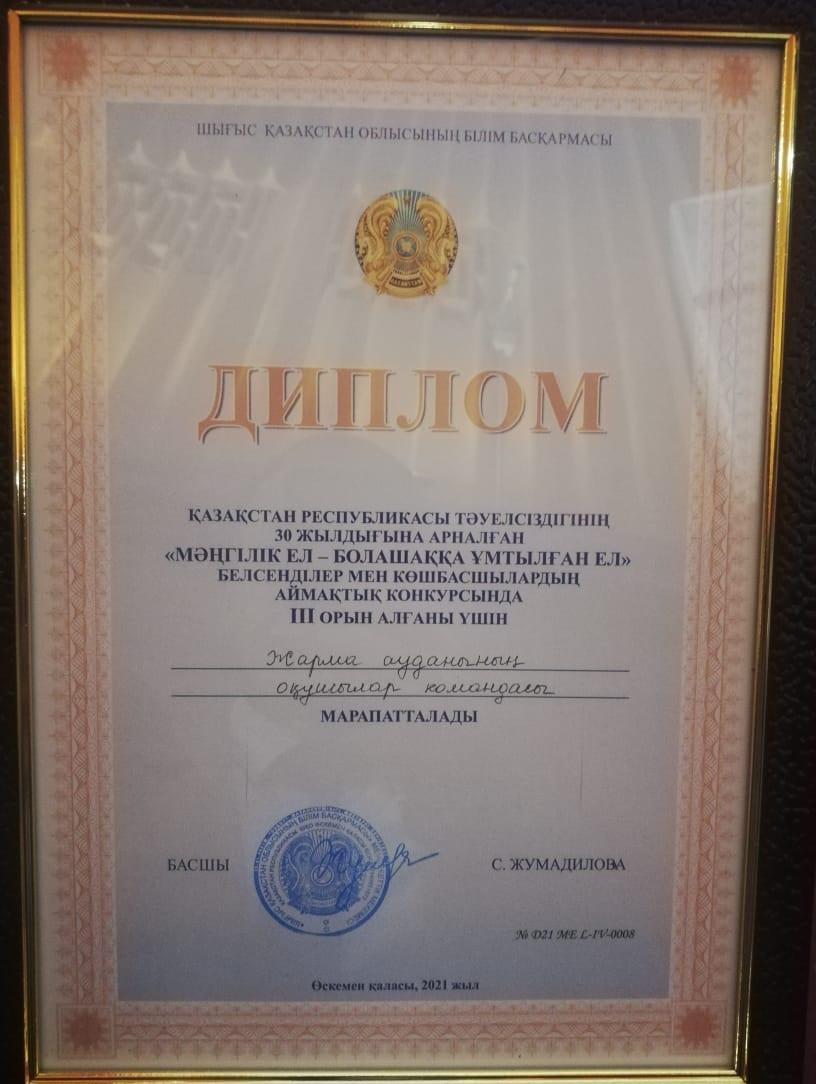 ШЫҒЫС ҚАЗАҚСТАН ОБЛЫСЫНЫҢ БІЛІМ БАСҚАРМАСЫ
ДИПЛОМ
ҚАЗАҚСТАН РЕСПУБЛИКАСЫ ТӘУЕЛСІЗДІГІНІҢ
30 ЖЫЛДЫҒЫНА АРНАЛҒАН
«МӘҢГІЛІК ЕЛ – БОЛАШАҚҚА ҰМТЫЛҒАН ЕЛ»
БЕЛСЕНДІЛЕР МЕН КӨШБАСШЫЛАРДЫҢ
АЙМАҚТЫҚ КОНКУРСЫНДА
III ОРЫН АЛҒАНЫ ҮШІН
Жарма ауданының
оқушылар командасы
МАРАПАТТАЛАДЫ
БАСШЫ
С. ЖУМАДИЛОВА
№ D21 ME L-IV-0008
Өскемен қаласы, 2021 жыл